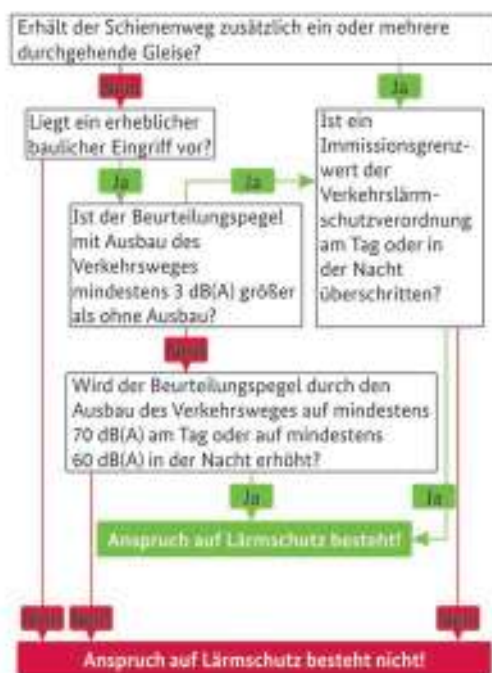 Erhält der Schienenweg zusätzlich ein oder mehrere
durchgehende Gleise?
Nein
Ja
Liegt ein erheblicher
baulicher Eingriff vor?
Ja
Ja
Ist ein
Immissionsgrenz-
wert der
Verkehrslärm-
schutzverordnung
am Tag oder in
der Nacht
überschritten?
Ist der Beurteilungspegel
mit Ausbau des
Verkehrsweges
mindestens 3 dB(A) größer
als ohne Ausbau?
Nein
Wird der Beurteilungspegel durch den
Ausbau des Verkehrsweges auf mindestens
70 dB(A) am Tag oder auf mindestens
60 dB(A) in der Nacht erhöht?
Ja
Ja
Anspruch auf Lärmschutz besteht!
Nein
Nein
Nein
Anspruch auf Lärmschutz besteht nicht!